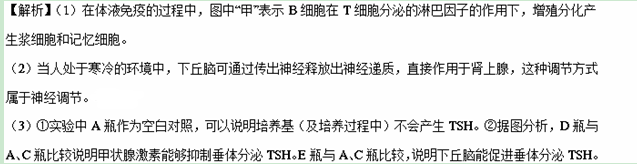 【解析】（1）在体液免疫的过程中，图中“甲”表示 B 细胞在 T 细胞分泌的淋巴因子的作用下，增殖分化产
生浆细胞和记忆细胞。
（2）当人处于寒冷的环境中，下丘脑可通过传出神经释放出神经递质，直接作用于肾上腺，这种调节方式
属于神经调节。
（3）①实验中 A 瓶作为空白对照，可以说明培养基（及培养过程中）不会产生 TSH。②据图分析，D 瓶与
A、C 瓶比较说明甲状腺激素能够抑制垂体分泌 TSH。E 瓶与 A、C 瓶比较，说明下丘脑能促进垂体分泌 TSH。